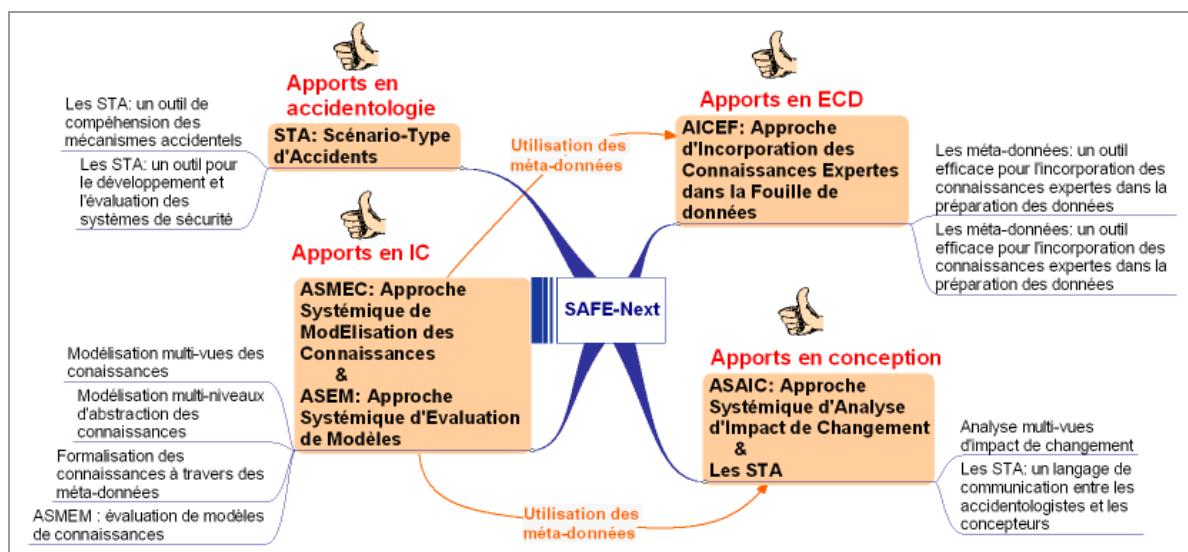 Apports en
accidentologie
STA: Scénario-Type
d'Accidents
Les STA: un outil de
compéhension des
mécanismes accidentels
Les STA: un outil pour
le développement et
l'évaluation des
systèmes de sécurité
Utilisation des
méta-données
Apports en ECD
AICEF: Approche
d'Incorporation des
Connaissances Expertes
dans la Fouille de
données
Les méta-données: un outil
efficace pour l'incorporation des
connaissances expertes dans la
préparation des données
Les méta-données: un outil
efficace pour l'incorporation des
connaissances expertes dans la
préparation des données
Apports en IC
ASMEC: Approche
Systémique de
ModElisation des
Connaissances
&
ASEM: Approche
Systémique d'Evaluation
de Modèles
SAFE-Next
Modélisation multi-vues des
conaissances
Modélisation multi-niveaux
d'abstraction des
connaissances
Formalisation des
connaissances à travers des
méta-données
ASMEM : évaluation de modèles
de connaissances
Apports en conception
ASAIC: Approche
Systémique d'Analyse
d'Impact de Changement
&
Les STA
Analyse multi-vues
d'impact de changement
Les STA: un langage de
communication entre les
accidentologistes et les
concepteurs
Utilisation des
méta-données